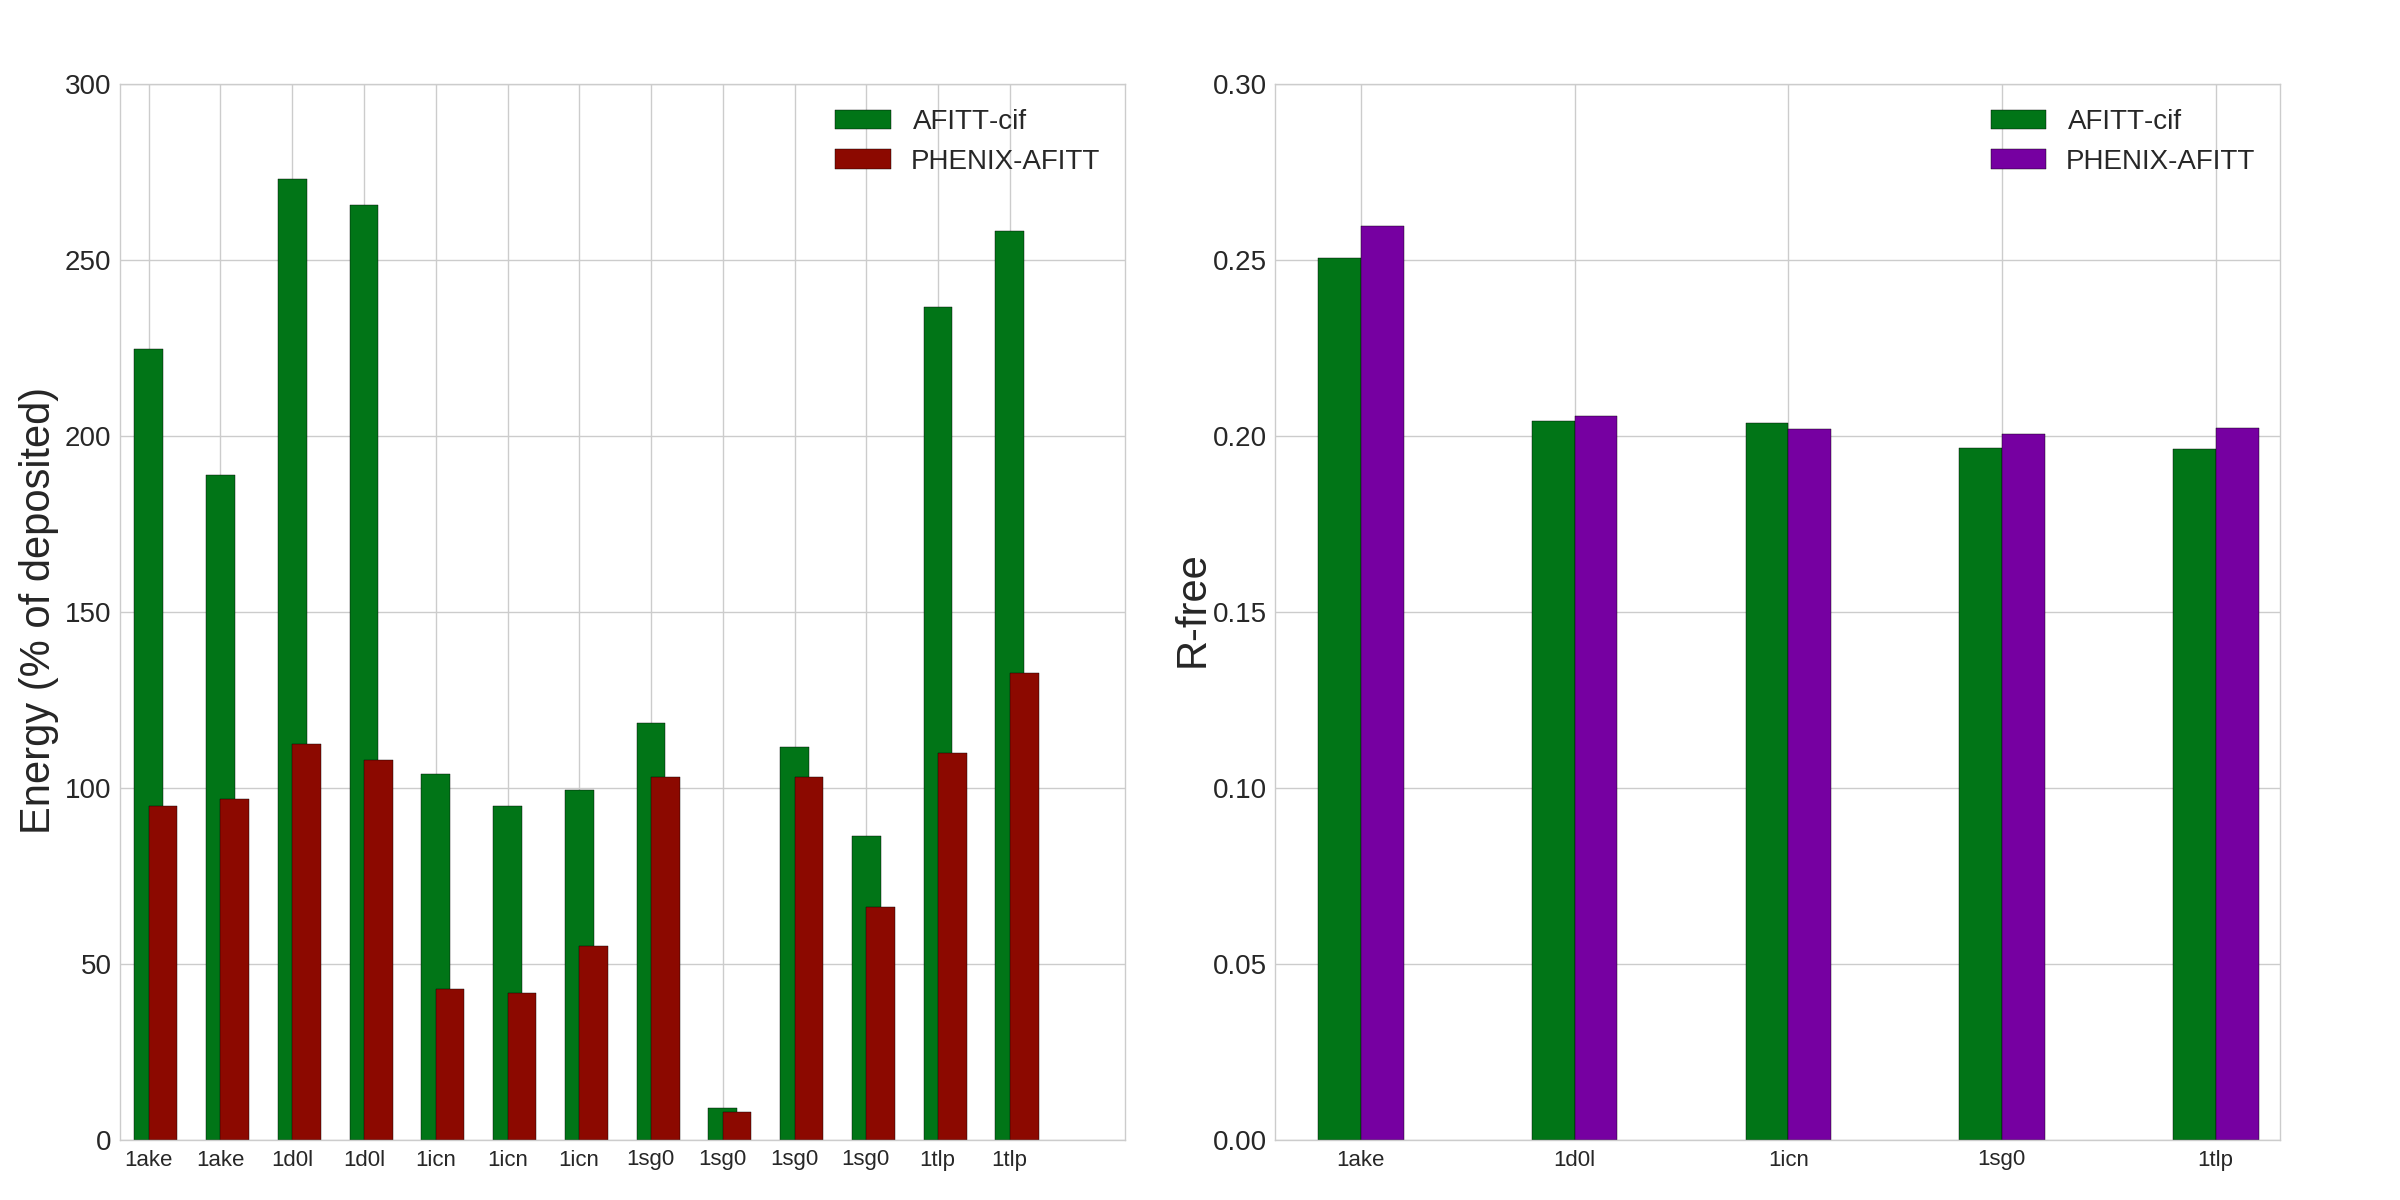 Energy (% of deposited)
300
250
200
150
100
50
0
AFITT-cif
PHENIX-AFITT
1ake 1ake 1d0l 1d0l 1icn 1icn 1icn 1sg0 1sg0 1sg0 1sg0 1tlp 1tlp
R-free
0.30
0.25
0.20
0.15
0.10
0.05
0.00
AFITT-cif
PHENIX-AFITT
1ake 1d0l 1icn 1sg0 1tlp